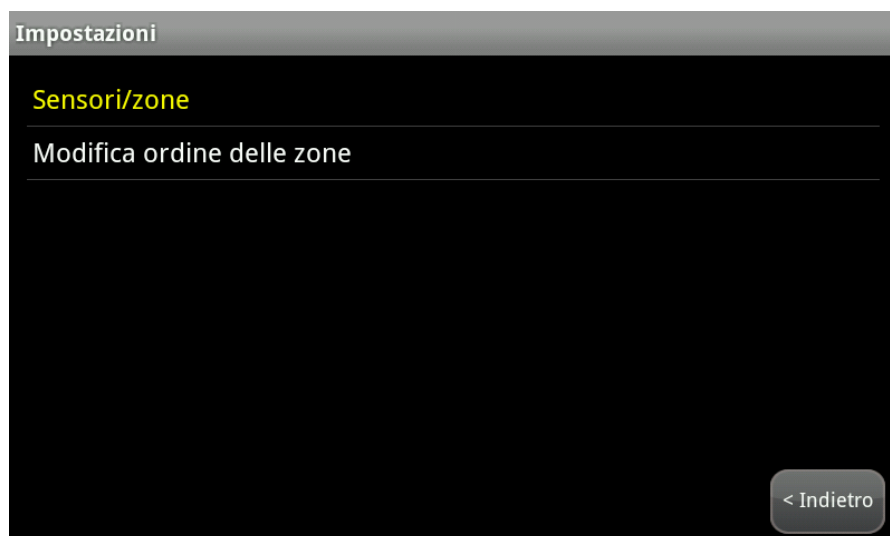 Impostazioni
Sensori/zone
Modifica ordine delle zone
< Indietro